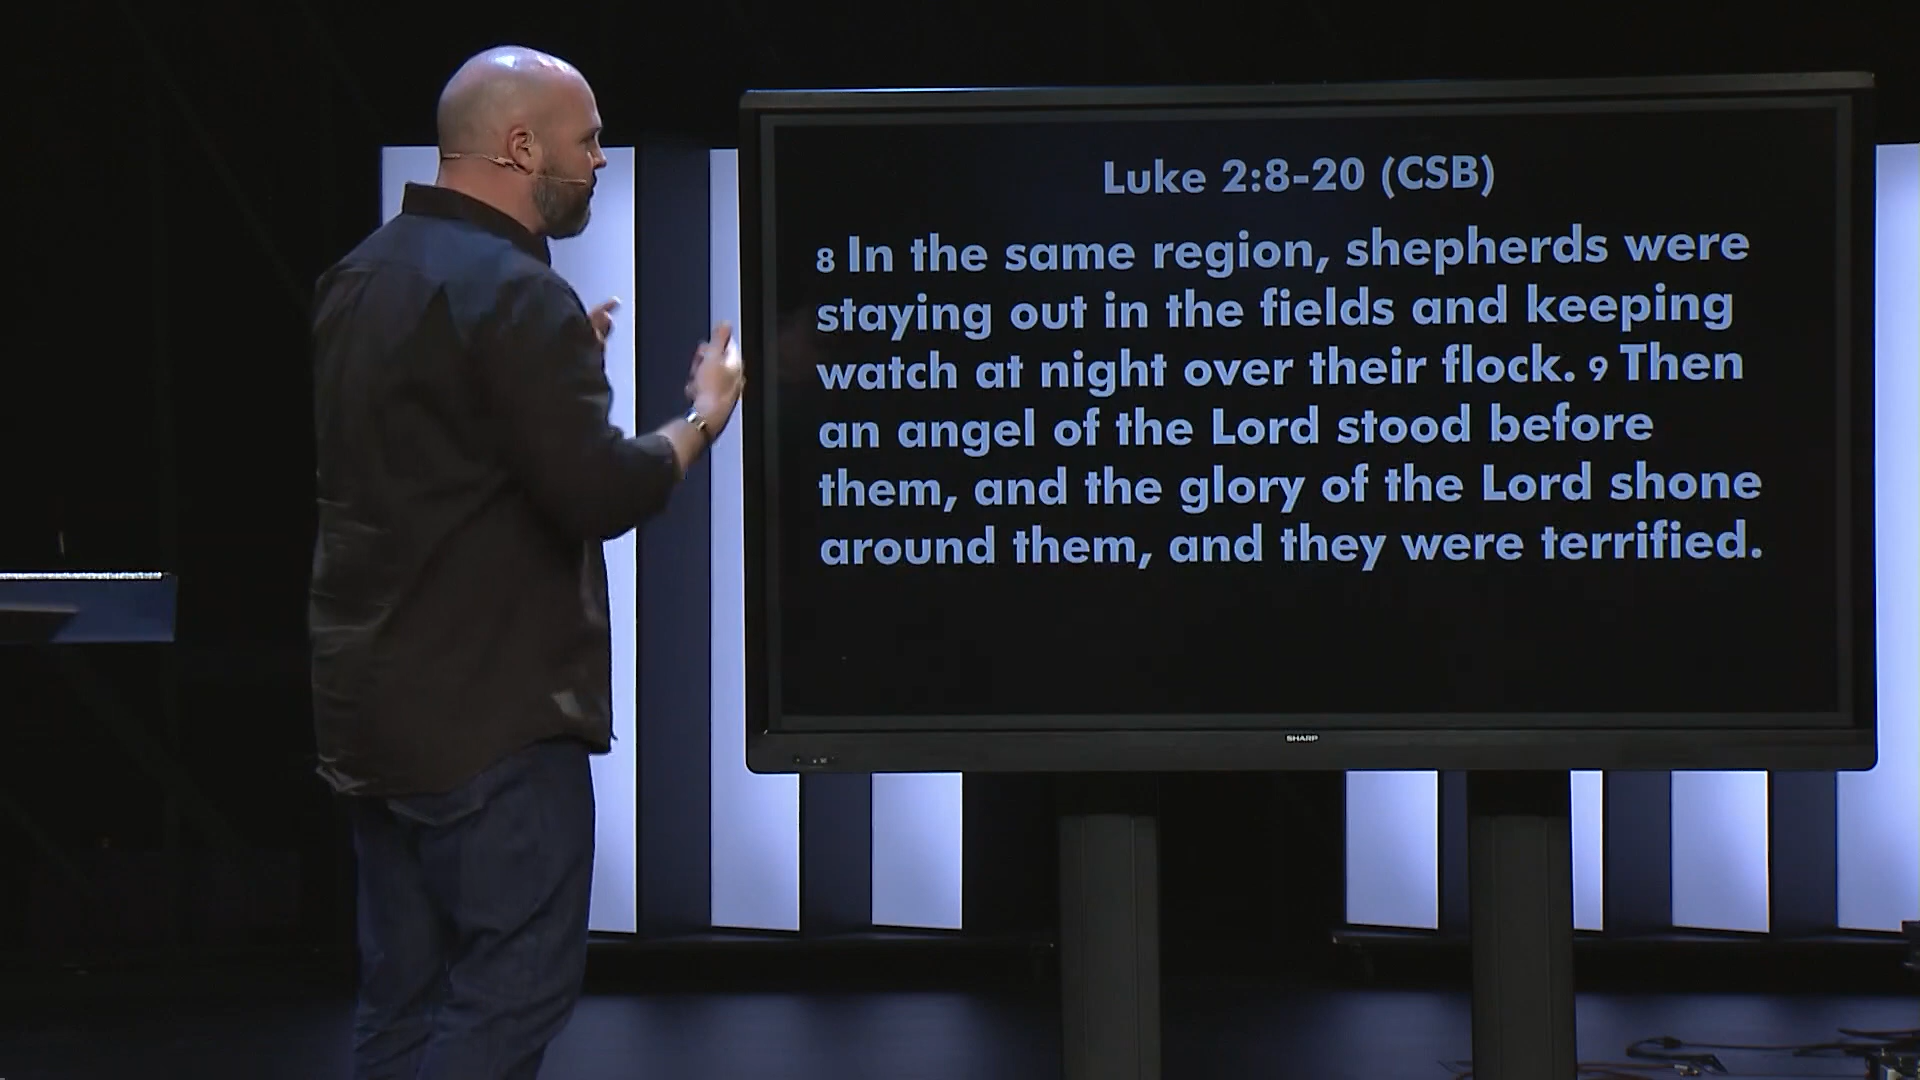 Luke 2:8-20 (CSB)
8 In the same region, shepherds were
staying out in the fields and keeping
watch at night over their flock. 9 Then
an angel of the Lord stood before
them, and the glory of the Lord shone
around them, and they were terrified.
SHARP